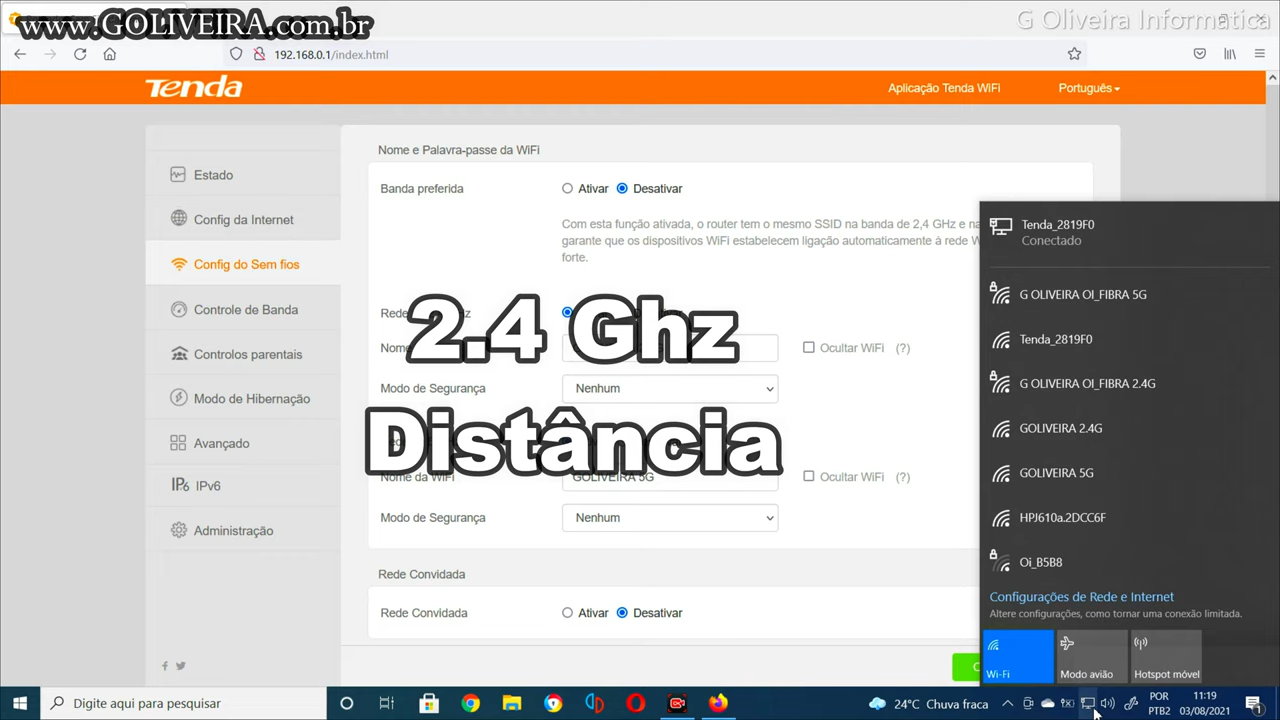 www.GOLIVEIRA.com.br
G Oliveira Informática
192.168.0.1/index.html
Tenda
Aplicação Tenda WiFi
Português
Estado
Config da Internet
Config do Sem fios
Controle de Banda
Controlos parentais
Modo de Hibernação
Avançado
IPv6
Administração
Nome e Palavra-passe da WiFi
Banda preferida
Ativar
Desativar
Com esta função ativada, o router tem o mesmo SSID na banda de 2,4 GHz e na
garante que os dispositivos WiFi estabelecem ligação automaticamente à rede W
forte.
2.4 Ghz
Distância
Ocultar WiFi (?)
Modo de Segurança
Nenhum
Nome da WiFi
GOLIVEIRA 5G
Ocultar WiFi (?)
Modo de Segurança
Nenhum
Rede Convidada
Rede Convidada
Ativar
Desativar
Tenda_2819F0
Conectado
G OLIVEIRA OI_FIBRA 5G
Tenda_2819F0
G OLIVEIRA OI_FIBRA 2.4G
GOLIVEIRA 2.4G
GOLIVEIRA 5G
HPJ610a.2DCC6F
Oi_B5B8
Configurações de Rede e Internet
Altere configurações, como tornar uma conexão limitada.
Wi-Fi
Modo avião
Hotspot móvel
Digite aqui para pesquisar
24°C Chuva fraca
POR
PTB2
11:19
03/08/2021
1